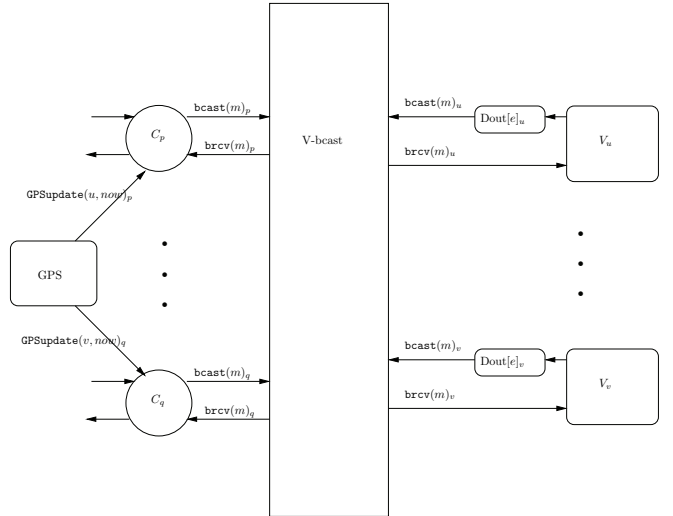 bcast(m)_p
C_p
brcv(m)_p
GPSupdate(u, now)_p
GPS
GPSupdate(v, now)_q
bcast(m)_q
C_q
brcv(m)_q
V-bcast
bcast(m)_u
Dout[e]_u
V_u
brcv(m)_u
bcast(m)_v
Dout[e]_v
V_v
brcv(m)_v